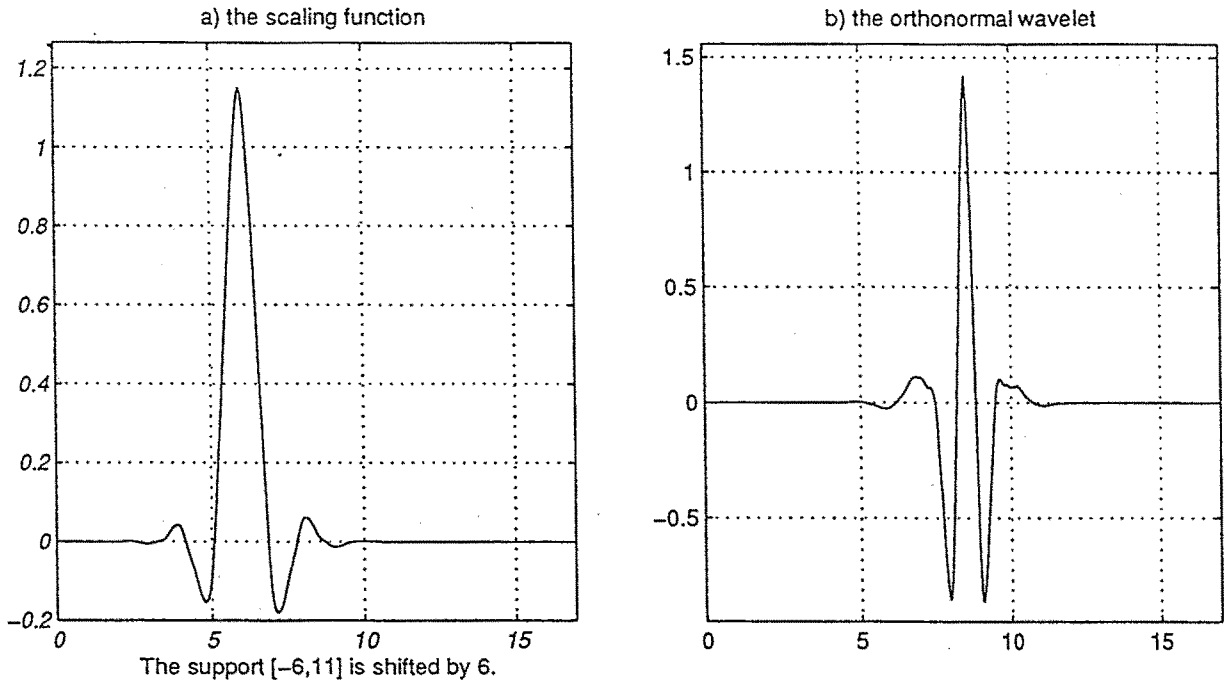 a) the scaling function
1.2
1
0.8
0.6
0.4
0.2
0
−0.2
0 5 10 15
The support [−6,11] is shifted by 6.
b) the orthonormal wavelet
1.5
1
0.5
0
−0.5
0 5 10 15